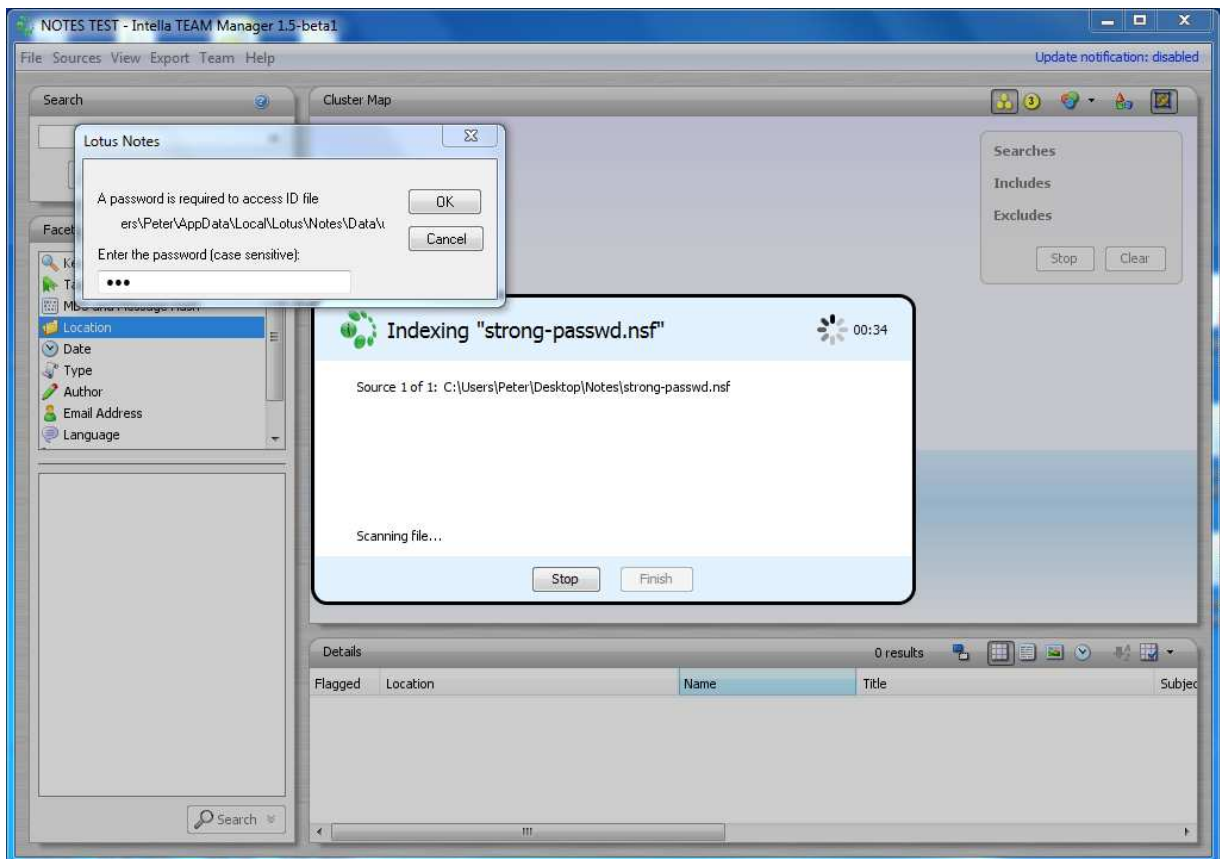 NOTES TEST - Intella TEAM Manager 1.5-beta1
File Sources View Export Team Help
Update notification: disabled
Search
Cluster Map
3
Searches
Includes
Excludes
Stop Clear
Lotus Notes
A password is required to access ID file
ers\Peter\AppData\Local\Lotus\Notes\Data\u
Enter the password (case sensitive):
OK
Cancel
Location
Date
Type
Author
Email Address
Language
Indexing "strong-passwd.nsf"
00:34
Source 1 of 1: C:\Users\Peter\Desktop\Notes\strong-passwd.nsf
Scanning file...
Stop Finish
Details
0 results
Flagged Location Name Title Subjec
Search